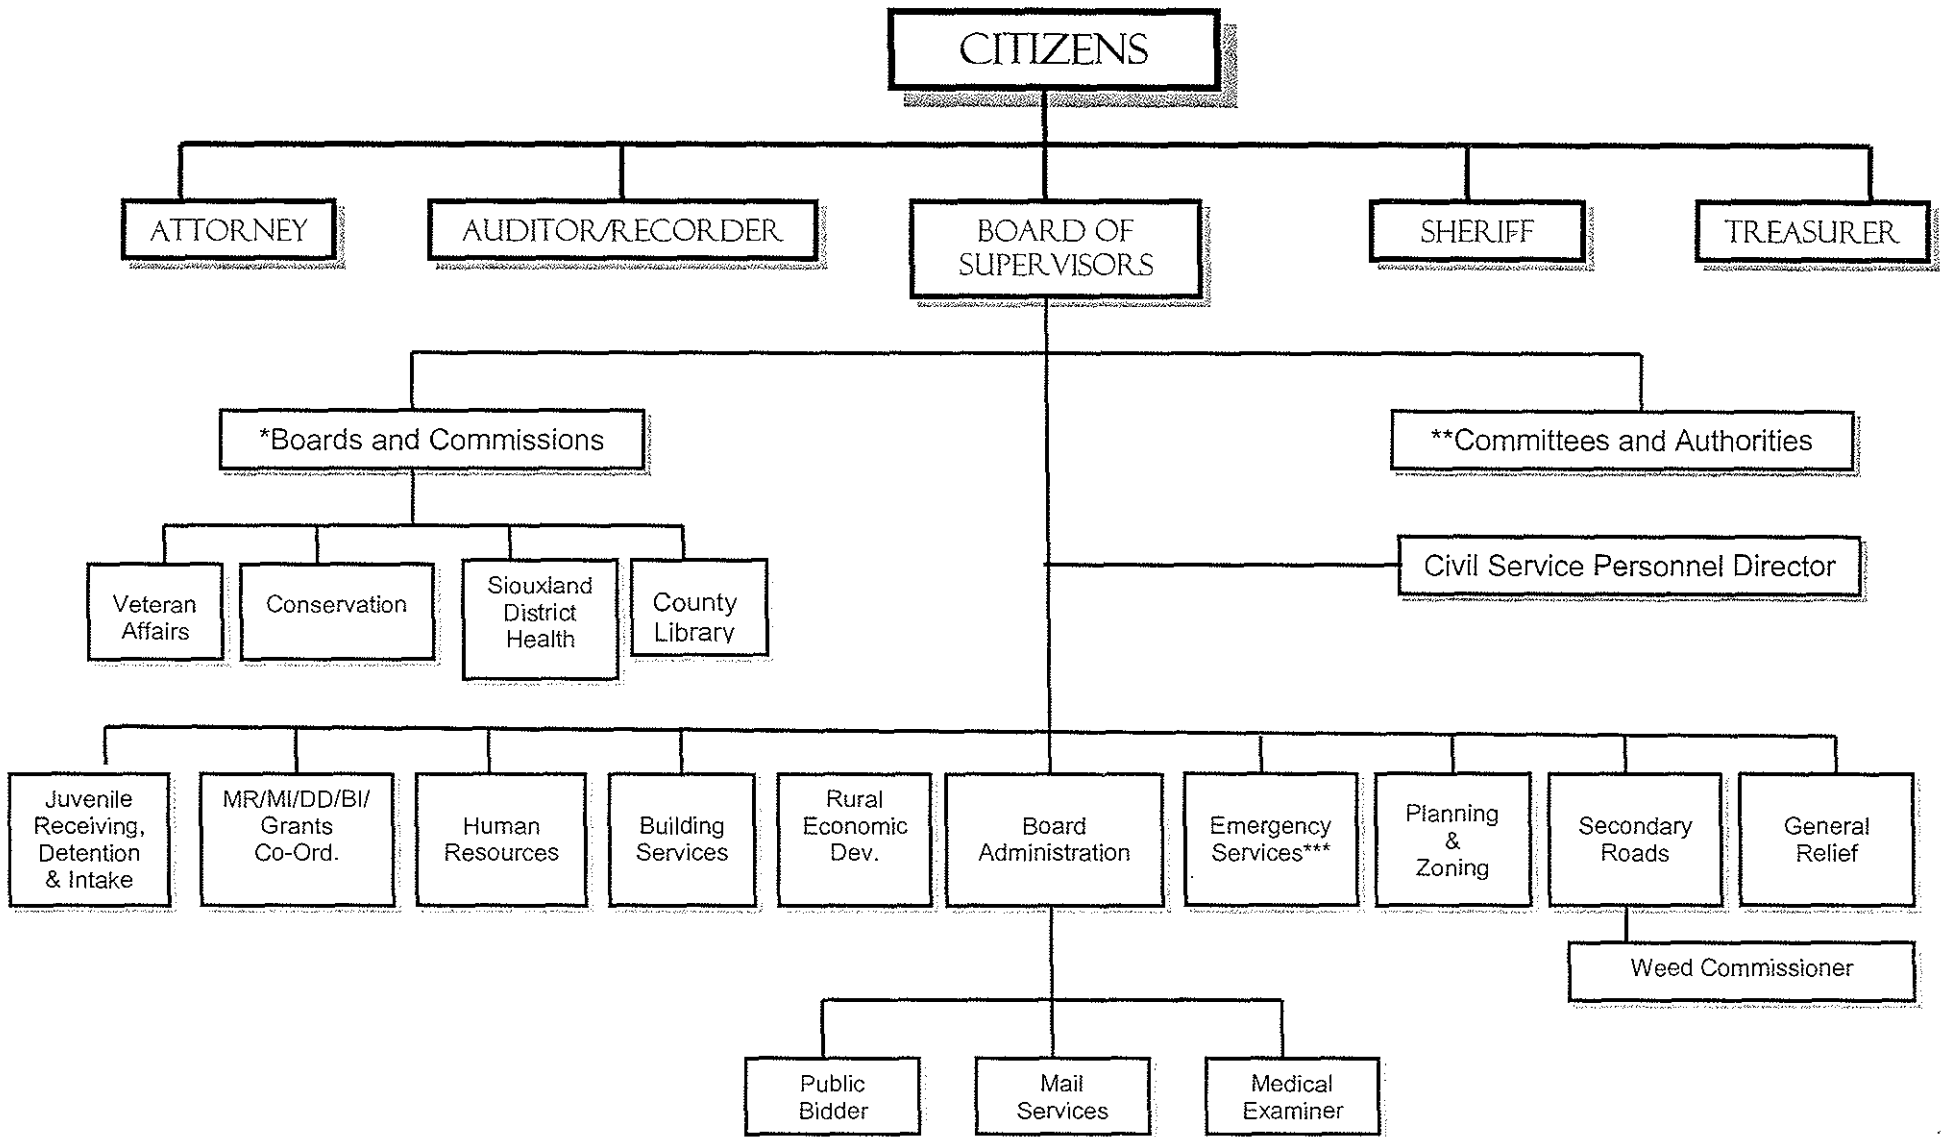 CITIZENS
ATTORNEY
AUDITOR/RECORDER
BOARD OF
SUPERVISORS
SHERIFF
TREASURER
*Boards and Commissions
**Committees and Authorities
Civil Service Personnel Director
Veteran
Affairs
Conservation
Siouxland
District
Health
County
Library
Juvenile
Receiving,
Detention
& Intake
MR/MI/DD/BI/
Grants
Co-Ord.
Human
Resources
Building
Services
Rural
Economic
Dev.
Board
Administration
Emergency
Services***
Planning
&
Zoning
Secondary
Roads
General
Relief
Weed Commissioner
Public
Bidder
Mail
Services
Medical
Examiner